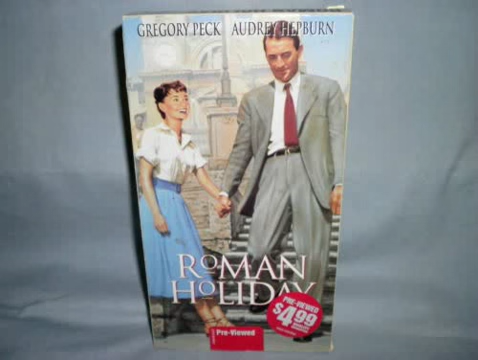 GREGORY PECK AUDREY HEPBURN
ROMAN
HOLIDAY
PRE-VIEWED
$4.99
Pre-Viewed